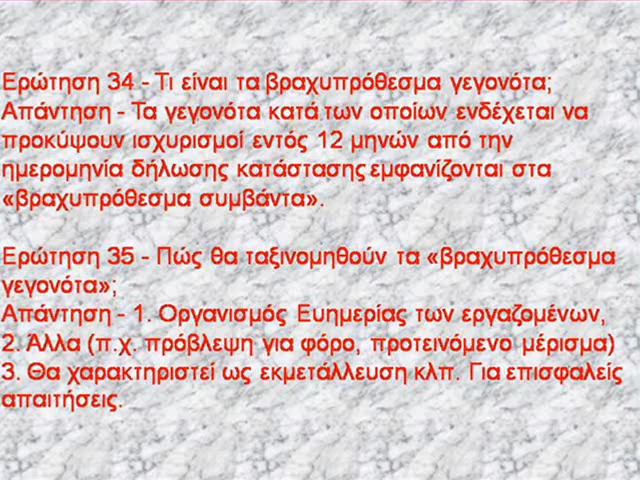 Ερώτηση 34 - Τι είναι τα βραχυπρόθεσμα γεγονότα;
Απάντηση - Τα γεγονότα κατά των οποίων ενδέχεται να
προκύψουν ισχυρισμοί εντός 12 μηνών από την
ημερομηνία δήλωσης κατάστασης εμφανίζονται στα
«βραχυπρόθεσμα συμβάντα».
Ερώτηση 35 - Πώς θα ταξινομηθούν τα «βραχυπρόθεσμα
γεγονότα»;
Απάντηση - 1. Οργανισμός Ευημερίας των εργαζομένων,
2. Άλλα (π.χ. πρόβλεψη για φόρο, προτεινόμενο μέρισμα)
3. Θα χαρακτηριστεί ως εκμετάλλευση κλπ. Για επισφαλείς
απαιτήσεις.